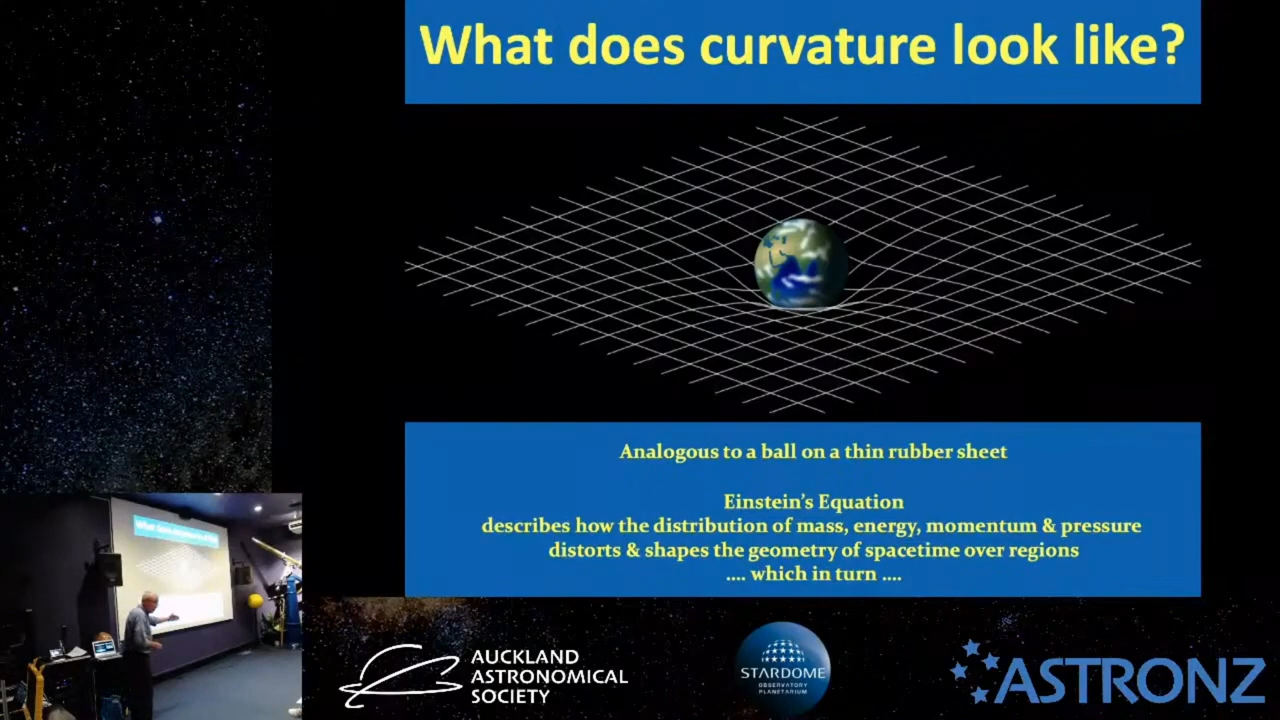 What does curvature look like?
Analogous to a ball on a thin rubber sheet
Einstein's Equation
describes how the distribution of mass, energy, momentum & pressure
distorts & shapes the geometry of spacetime over regions
.... which in turn ....
AUCKLAND
ASTRONOMICAL
SOCIETY
STARDOME
OBSERVATORY
PLANETARIUM
ASTRONZ